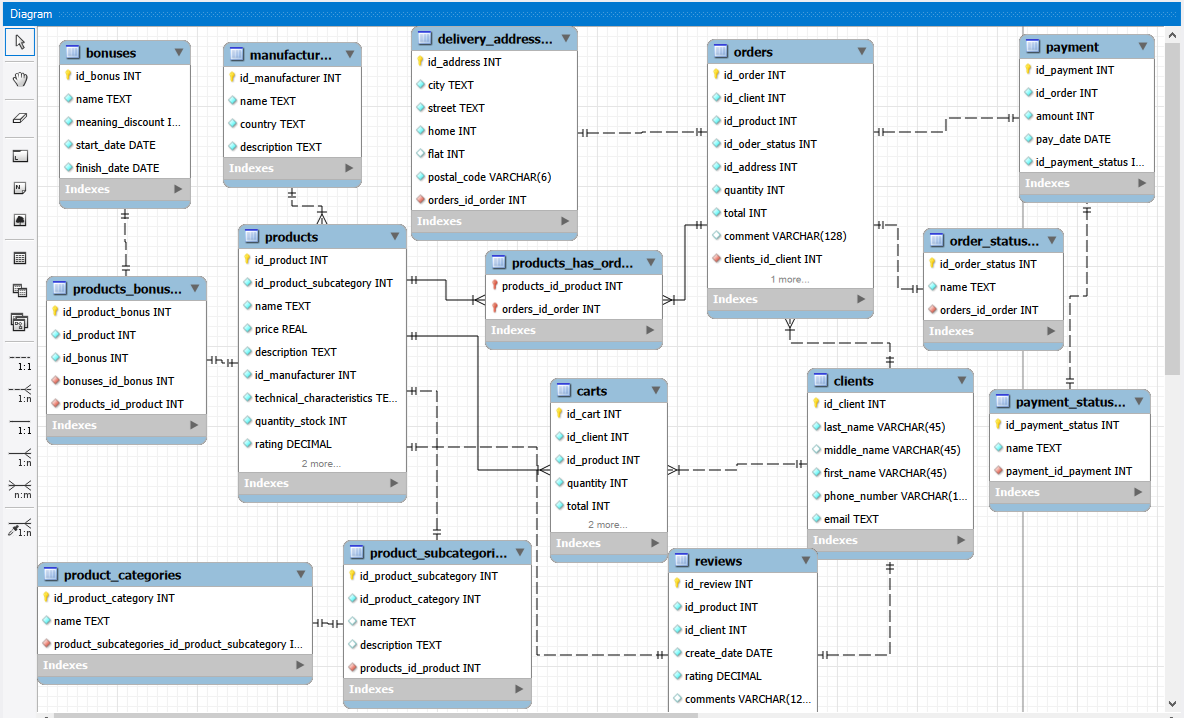 Diagram
bonuses
id_bonus INT
name TEXT
meaning_discount I...
start_date DATE
finish_date DATE
Indexes
manufactur...
id_manufacturer INT
name TEXT
country TEXT
description TEXT
Indexes
delivery_address...
id_address INT
city TEXT
street TEXT
home INT
flat INT
postal_code VARCHAR(6)
orders_id_order INT
Indexes
orders
id_order INT
id_client INT
id_product INT
id_oder_status INT
id_address INT
quantity INT
total INT
comment VARCHAR(128)
clients_id_client INT
1 more...
Indexes
payment
id_payment INT
id_order INT
amount INT
pay_date DATE
id_payment_status I...
Indexes
products_bonus...
id_product_bonus INT
id_product INT
id_bonus INT
bonuses_id_bonus INT
products_id_product INT
Indexes
products
id_product INT
id_product_subcategory INT
name TEXT
price REAL
description TEXT
id_manufacturer INT
technical_characteristics TE...
quantity_stock INT
rating DECIMAL
2 more...
Indexes
products_has_ord...
products_id_product INT
orders_id_order INT
Indexes
order_status...
id_order_status INT
name TEXT
orders_id_order INT
Indexes
carts
id_cart INT
id_client INT
id_product INT
quantity INT
total INT
2 more...
Indexes
clients
id_client INT
last_name VARCHAR(45)
middle_name VARCHAR(45)
first_name VARCHAR(45)
phone_number VARCHAR(1...
email TEXT
Indexes
payment_status...
id_payment_status INT
name TEXT
payment_id_payment INT
Indexes
product_categories
id_product_category INT
name TEXT
product_subcategories_id_product_subcategory I...
Indexes
product_subcategori...
id_product_subcategory INT
id_product_category INT
name TEXT
description TEXT
products_id_product INT
Indexes
reviews
id_review INT
id_product INT
id_client INT
create_date DATE
rating DECIMAL
comments VARCHAR(12...
1:1
1:n
1:1
1:n
n:m
1:n